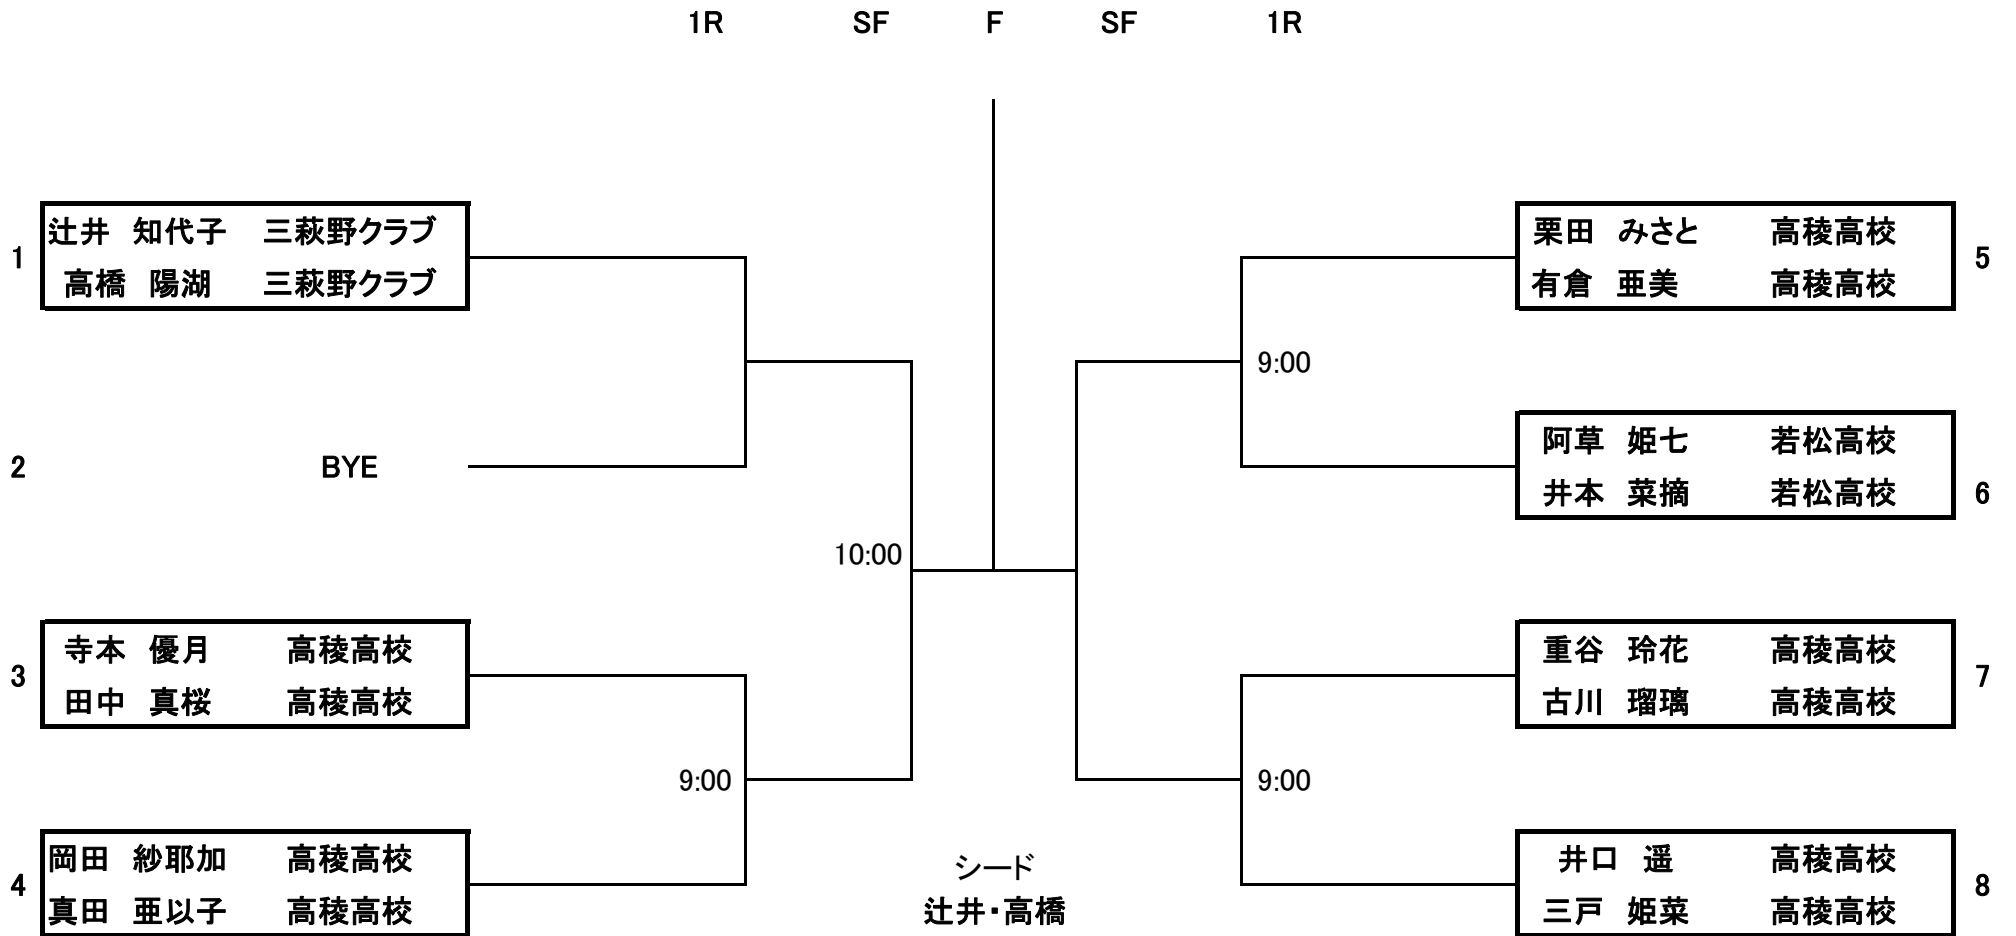 1R SF F SF 1R
1 辻井 知代子 三萩野クラブ
高橋 陽湖 三萩野クラブ
2 BYE
3 寺本 優月 高稜高校
田中 真桜 高稜高校
4 岡田 紗耶加 高稜高校
真田 亜以子 高稜高校
9:00
10:00
シード
辻井・高橋
栗田 みさと 高稜高校 5
有倉 亜美 高稜高校
9:00
阿草 姫七 若松高校
井本 菜摘 若松高校 6
重谷 玲花 高稜高校 7
古川 瑠璃 高稜高校
9:00
井口 遥 高稜高校 8
三戸 姫菜 高稜高校